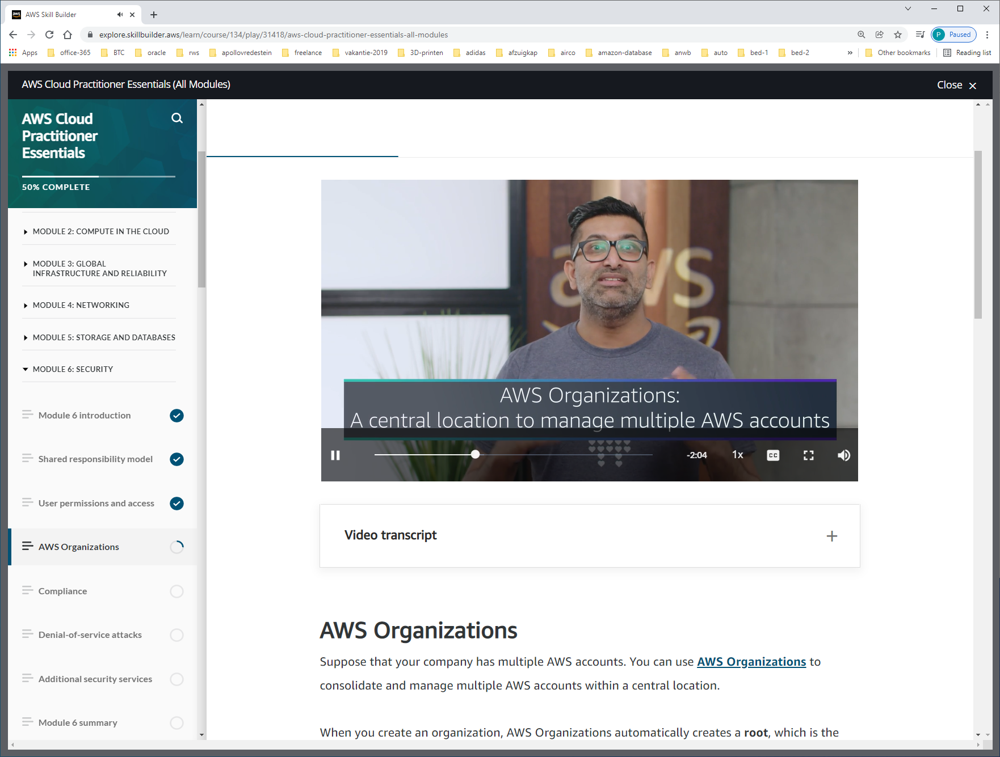 aws
AWS Skill Builder
explore.skillbuilder.aws/learn/course/134/play/31418/aws-cloud-practitioner-essentials-all-modules
P Paused
Apps office-365 BTC oracle rws apollovredestein freelance vakantie-2019 3D-printen adidas afzuigkap airco amazon-database anwb auto bed-1 bed-2 » Other bookmarks Reading list
AWS Cloud Practitioner Essentials (All Modules)
Close
AWS Cloud
Practitioner
Essentials
50% COMPLETE
MODULE 2: COMPUTE IN THE CLOUD
MODULE 3: GLOBAL
INFRASTRUCTURE AND RELIABILITY
MODULE 4: NETWORKING
MODULE 5: STORAGE AND DATABASES
MODULE 6: SECURITY
Module 6 introduction
Shared responsibility model
User permissions and access
AWS Organizations
Compliance
Denial-of-service attacks
Additional security services
Module 6 summary
aws
AWS Organizations:
A central location to manage multiple AWS accounts
-2:04 1x CC
Video transcript
AWS Organizations
Suppose that your company has multiple AWS accounts. You can use AWS Organizations to
consolidate and manage multiple AWS accounts within a central location.
When you create an organization, AWS Organizations automatically creates a root, which is the